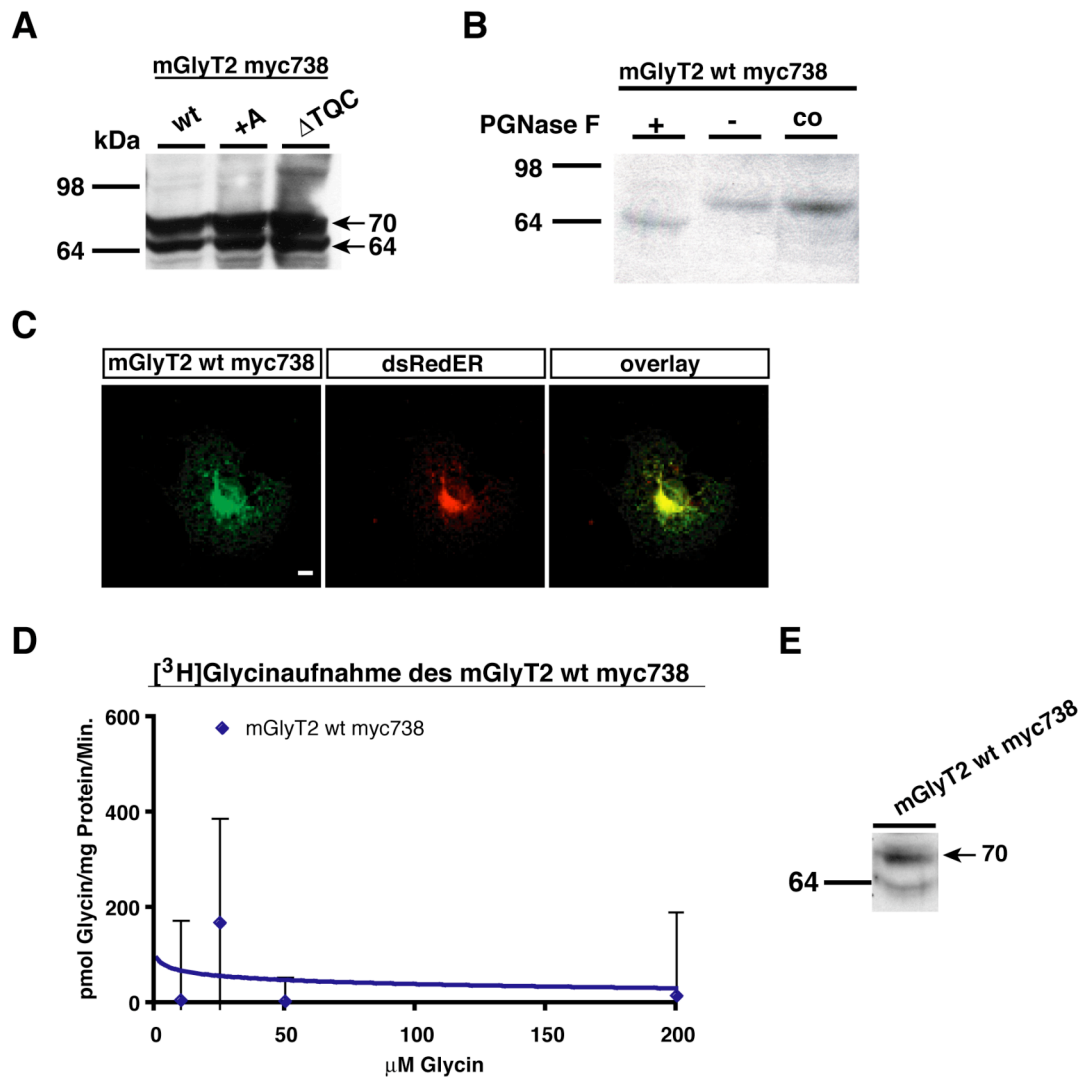 A
mGlyT2 myc738
wt +A ΔTQC
kDa
98
64
70
64
B
mGlyT2 wt myc738
PGNase F + - co
98
64
C
mGlyT2 wt myc738 dsRedER overlay
D
[³H]Glycinaufnahme des mGlyT2 wt myc738
mGlyT2 wt myc738
pmol Glycin/mg Protein/Min.
600
400
200
0
0 50 100 150 200
µM Glycin
E
mGlyT2 wt myc738
70
64